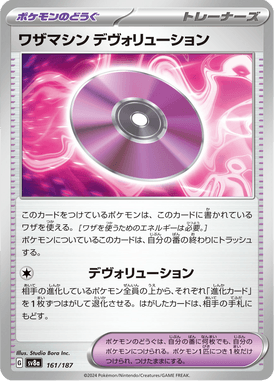 ポケモンのどうぐ トレーナーズ
ワザマシン デヴォリューション
このカードをつけているポケモンは、このカードに書かれている
ワザを使える。[ワザを使うためのエネルギーは必要。]
ポケモンについているこのカードは、自分の番の終わりにトラッシュ
する。
デヴォリューション
相手の進化しているポケモン全員の上から、それぞれ「進化カード」
を1枚ずつはがして退化させる。はがしたカードは、相手の手札に
もどす。
ポケモンのどうぐは、自分の番に何枚でも
自分のポケモンにつけられる。ポケモン1匹につき1枚だけ
つけられ、つけたままにする。
Illus. Studio Bora Inc.
sv8a 161/187
©2024 Pokémon/Nintendo/Creatures/GAME FREAK.